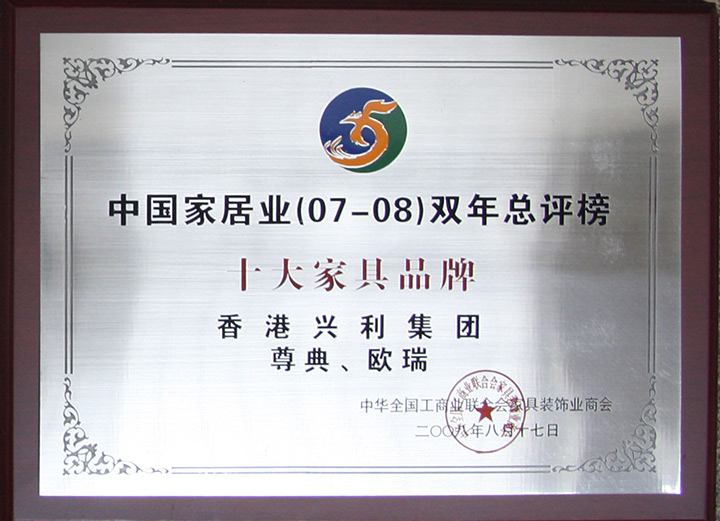 中国家居业(07-08)双年总评榜
十大家具品牌
香港兴利集团
尊典、欧瑞
中华全国工商业联合会家具装饰业商会
二〇〇八年八月十七日